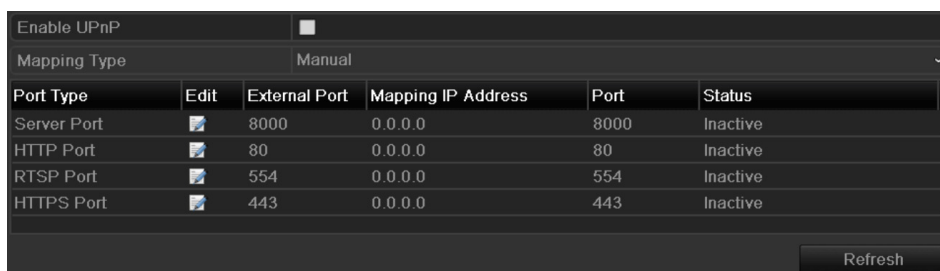 Enable UPnP
Mapping Type Manual
Port Type Edit External Port Mapping IP Address Port Status
Server Port 8000 0.0.0.0 8000 Inactive
HTTP Port 80 0.0.0.0 80 Inactive
RTSP Port 554 0.0.0.0 554 Inactive
HTTPS Port 443 0.0.0.0 443 Inactive
Refresh